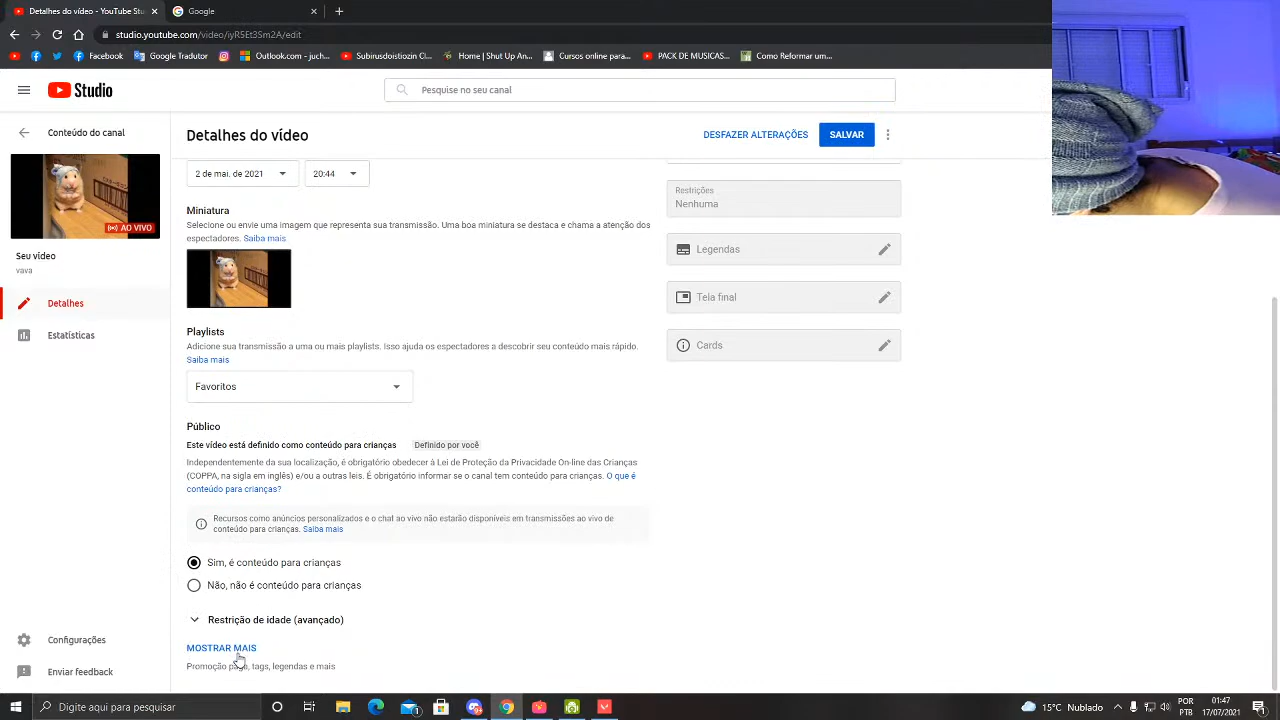 Detalhes do vídeo - YouTube Stu
Google
studio.youtube.com/video/iyR5Et3Sm2A/edit
Facebook
Google Tradutor
Outlook.com - juch...
Subirusdoistiozin Cl...
Home | Shut Up An...
Cursos online para...
PACK DE MUSICAS...
Como Reformar um...
Studio
Pesquise no seu canal
Conteúdo do canal
Detalhes do vídeo
DESFAZER ALTERAÇÕES
SALVAR
2 de mai. de 2021
20:44
Restrições
Nenhuma
Miniatura
Selecione ou envie uma imagem que representa sua transmissão. Uma boa miniatura se destaca e chama a atenção dos
espectadores. Saiba mais
AO VIVO
Legendas
Seu vídeo
vava
Tela final
Detalhes
Playlists
Estatísticas
Adicione sua transmissão a uma ou mais playlists. Isso ajuda os espectadores a descobrir seu conteúdo mais rápido.
Saiba mais
Cards
Favoritos
Público
Este vídeo está definido como conteúdo para crianças
Definido por você
Independentemente da sua localização, é obrigatório obedecer à Lei de Proteção da Privacidade On-line das Crianças
(COPPA, na sigla em inglês) e/ou a outras leis. É obrigatório informar se o canal tem conteúdo para crianças. O que é
conteúdo para crianças?
Recursos como anúncios personalizados e o chat ao vivo não estarão disponíveis em transmissões ao vivo de
conteúdo para crianças. Saiba mais
Sim, é conteúdo para crianças
Não, não é conteúdo para crianças
Restrição de idade (avançado)
MOSTRAR MAIS
Promoção paga, tags, legendas e mais
Configurações
Enviar feedback
Digite aqui para pesquisar
15°C Nublado
POR
PTB
01:47
17/07/2021